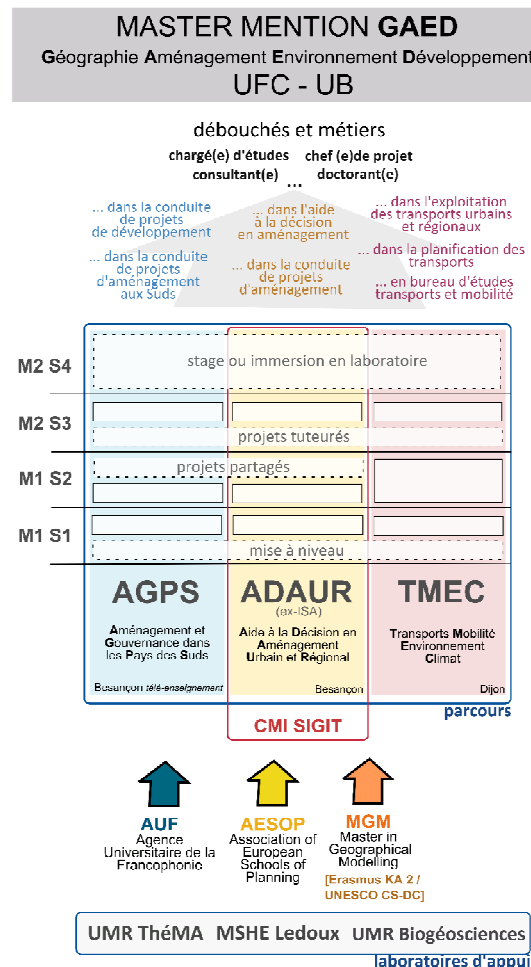 MASTER MENTION GAED
Géographie Aménagement Environnement Développement
UFC - UB
débouchés et métiers
chargé(e) d'études
chef (e)de projet
consultant(e)
doctorant(e)
...
... dans la conduite
de projets
de développement
... dans la conduite
de projets
d'aménagement
aux Suds
... dans l'aide
à la décision
en aménagement
... dans la conduite
de projets
d'aménagement
... dans l'exploitation
des transports urbains
et régionaux
... dans la planification des
transports
... en bureau d'études
transports et mobilité
M2 S4
stage ou immersion en laboratoire
M2 S3
projets tuteurés
M1 S2
projets partagés
M1 S1
mise à niveau
AGPS
Aménagement et
Gouvernance dans
les Pays des Suds
Besançon télé-enseignement
ADAUR
(ex-ISA)
Aide à la Décision en
Aménagement
Urbain et Régional
Besançon
TMEC
Transports Mobilité
Environnement
Climat
Dijon
parcours
CMI SIGIT
AUF
Agence
Universitaire de la
Francophonie
AESOP
Association of
European
Schools of
Planning
MGM
Master in
Geographical
Modelling
[Erasmus KA 2 /
UNESCO CS-DC]
UMR ThéMA MSHE Ledoux UMR Biogéosciences
laboratoires d'appui